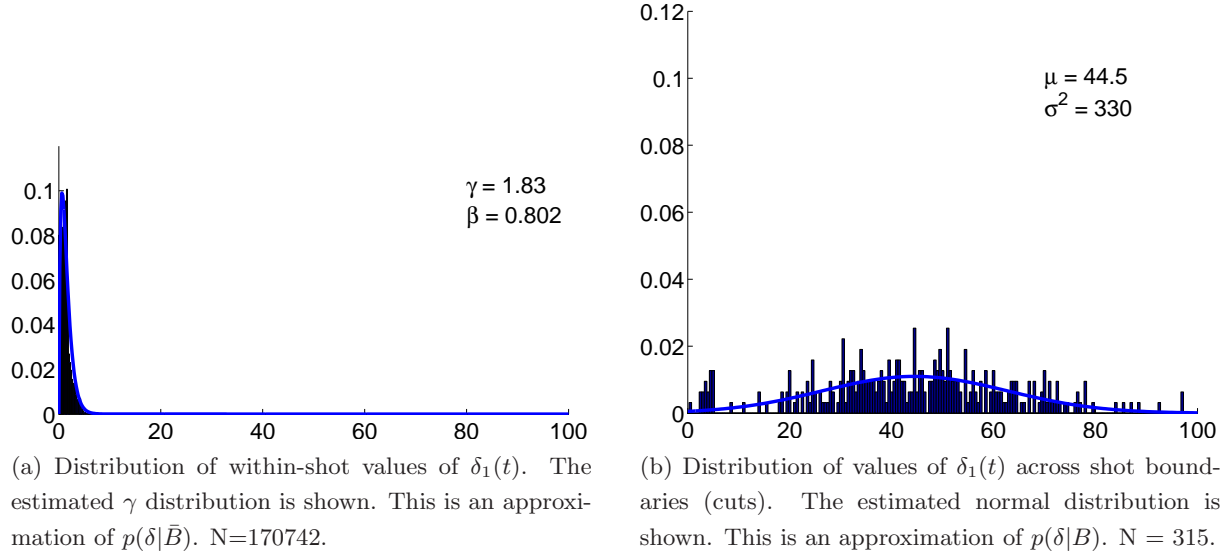 0.1
0.08
0.06
0.04
0.02
0
0 20 40 60 80 100
γ = 1.83
β = 0.802
(a) Distribution of within-shot values of δ₁(t). The
estimated γ distribution is shown. This is an approxi-
mation of p(δ|B̄). N=170742.
0.12
0.1
0.08
0.06
0.04
0.02
0
0 20 40 60 80 100
μ = 44.5
σ² = 330
(b) Distribution of values of δ₁(t) across shot bound-
aries (cuts). The estimated normal distribution is
shown. This is an approximation of p(δ|B). N = 315.